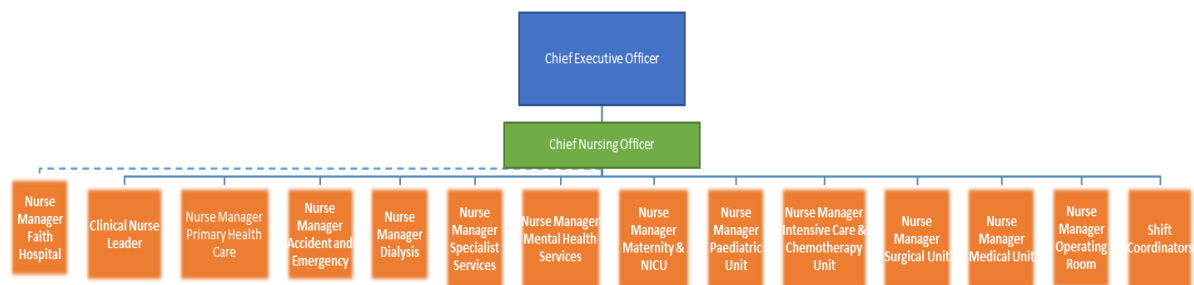 Chief Executive Officer
Chief Nursing Officer
Nurse
Manager
Faith
Hospital
Clinical Nurse
Leader
Nurse Manager
Primary Health
Care
Nurse
Manager
Accident and
Emergency
Nurse
Manager
Dialysis
Nurse
Manager
Specialist
Services
Nurse Manager
Mental Health
Services
Nurse
Manager
Maternity &
NICU
Nurse
Manager
Paediatric
Unit
Nurse Manager
Intensive Care &
Chemotherapy
Unit
Nurse
Manager
Surgical Unit
Nurse
Manager
Medical Unit
Nurse
Manager
Operating
Room
Shift
Coordinators